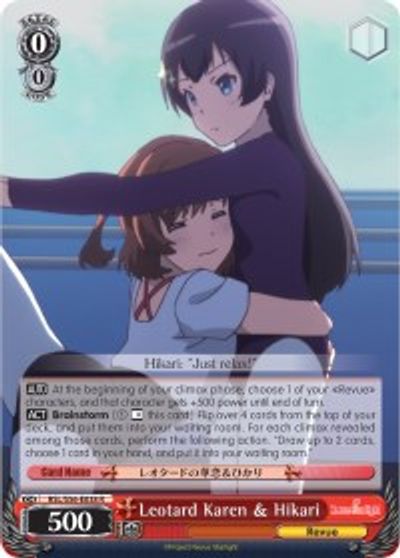 0
0
Hikari: "Just relax!"
AUTO At the beginning of your climax phase, choose 1 of your «Revue»
characters, and that character gets +500 power until end of turn.
ACT Brainstorm [① this card] Flip over 4 cards from the top of your
deck, and put them into your waiting room. For each climax revealed
among those cards, perform the following action. "Draw up to 2 cards,
choose 1 card in your hand, and put it into your waiting room."
Card Name レオタードの華恋&ひかり
500
Leotard Karen & Hikari
Revue